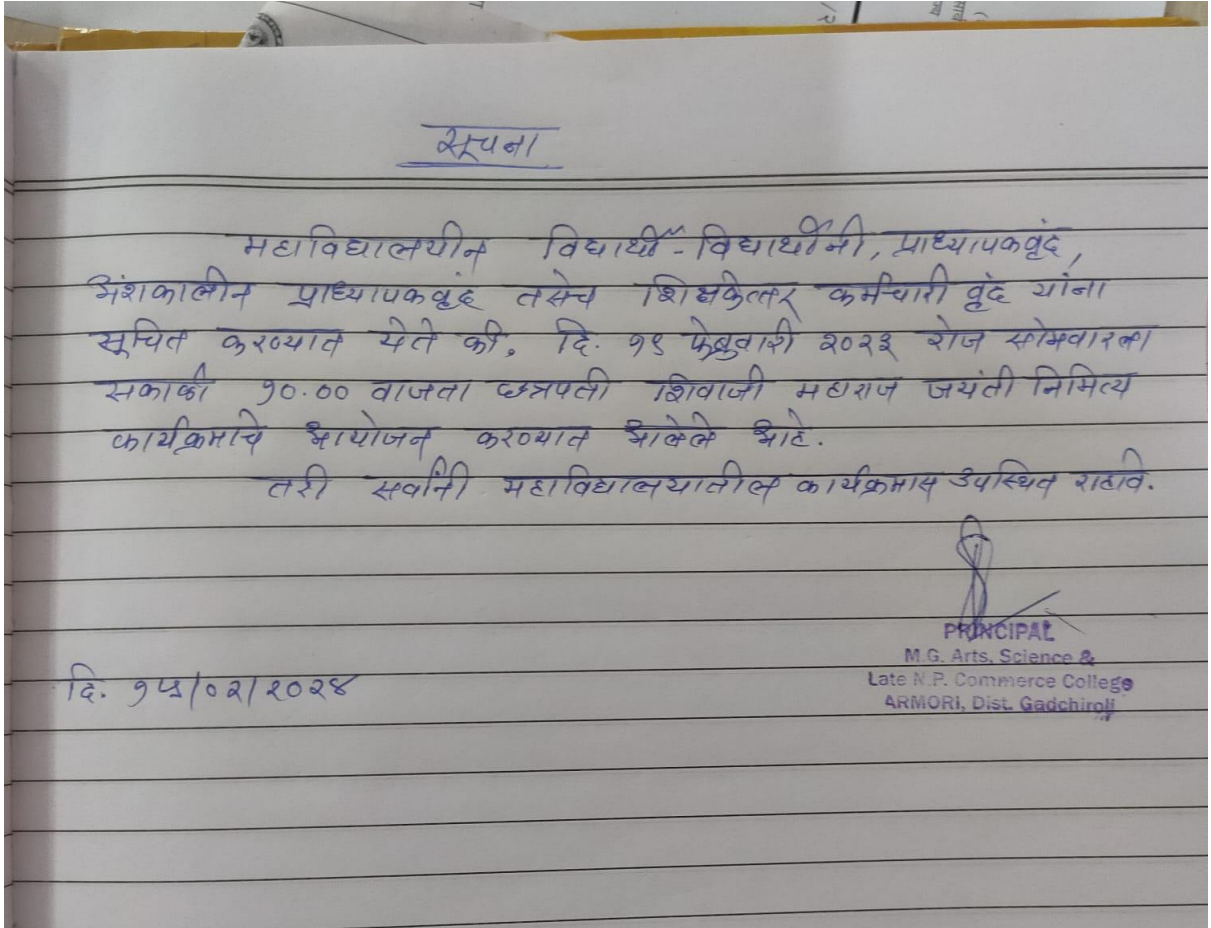 सूचना
महाविद्यालयीन विद्यार्थी - विद्यार्थीनी, प्राध्यापकवृंद,
अंशकालीन प्राध्यापकवृंद तसेच शिक्षकेत्तर कर्मचारी वृंद यांना
सूचित करण्यात येते की, दि. १९ फेब्रुवारी २०२३ रोज सोमवारला
सकाळी १०.०० वाजता छत्रपती शिवाजी महाराज जयंती निमित्य
कार्यक्रमाचे आयोजन करण्यात आलेले आहे.
तरी सर्वांनी महाविद्यालयातील कार्यक्रमास उपस्थित राहावे.
PRINCIPAL
M.G. Arts, Science &
Late N.P. Commerce College
ARMORI, Dist. Gadchiroli
दि. १५/०२/२०२४